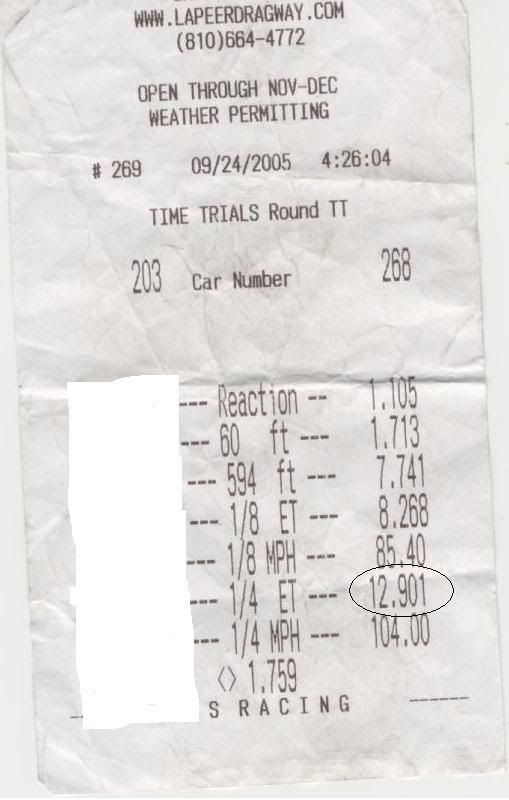 WWW.LAPEERDRAGWAY.COM
(810)664-4772
OPEN THROUGH NOV-DEC
WEATHER PERMITTING
# 269 09/24/2005 4:26:04
TIME TRIALS Round TT
203 Car Number 268
--- Reaction -- 1.105
--- 60 ft --- 1.713
--- 594 ft --- 7.741
--- 1/8 ET --- 8.268
--- 1/8 MPH --- 85.40
--- 1/4 ET --- 12.901
--- 1/4 MPH --- 104.00
<> 1.759
S RACING